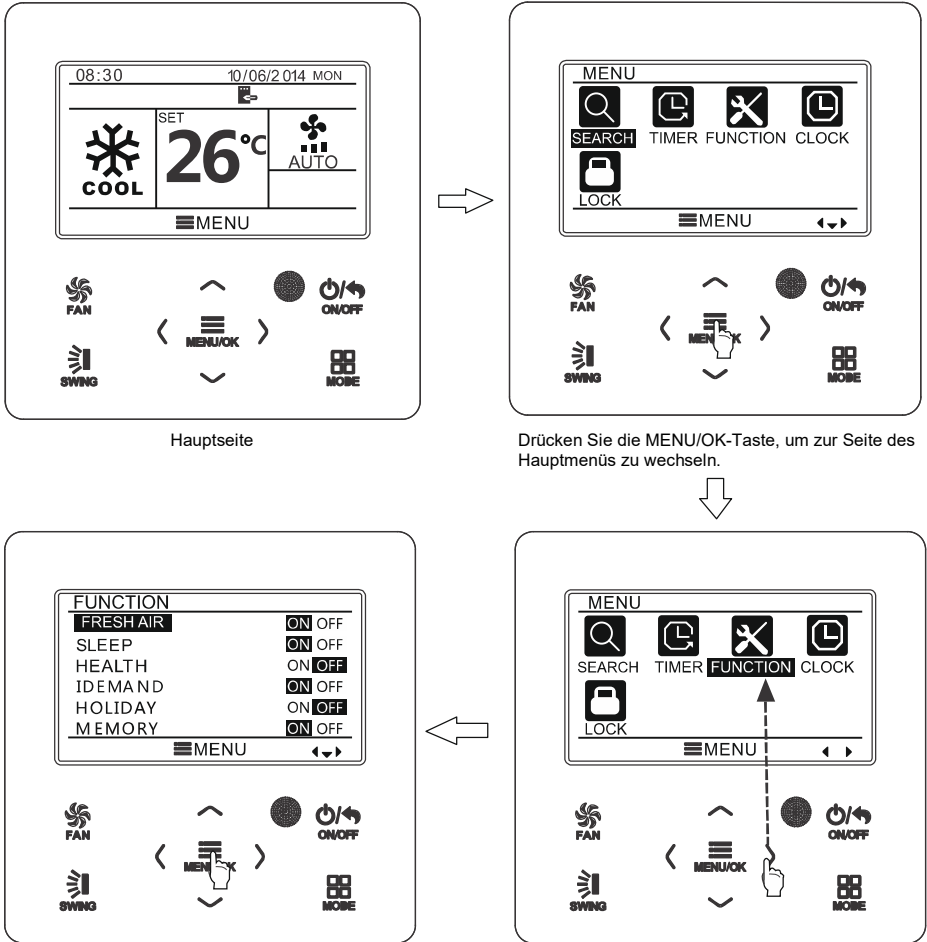 08:30 10/06/2 014 MON
SET
26°C
AUTO
COOL
MENU
FAN
MENU/OK
ON/OFF
SWING
MODE
Hauptseite
MENU
SEARCH TIMER FUNCTION CLOCK
LOCK
MENU
FAN
MEN K
ON/OFF
SWING
MODE
Drücken Sie die MENU/OK-Taste, um zur Seite des
Hauptmenüs zu wechseln.
MENU
SEARCH TIMER FUNCTION CLOCK
LOCK
MENU
FAN
MENU/OK
ON/OFF
SWING
MODE
FUNCTION
FRESH AIR ON OFF
SLEEP ON OFF
HEALTH ON OFF
IDEMAND ON OFF
HOLIDAY ON OFF
MEMORY ON OFF
MENU
FAN
MEN K
ON/OFF
SWING
MODE